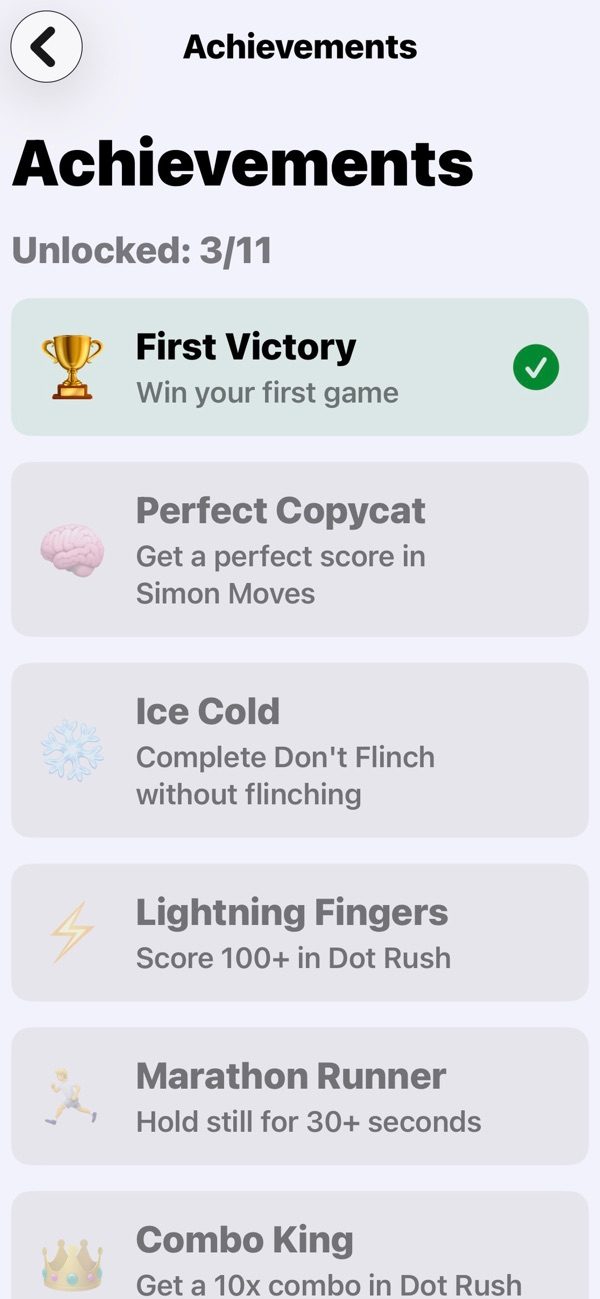 Achievements
Achievements
Unlocked: 3/11
First Victory
Win your first game
Perfect Copycat
Get a perfect score in
Simon Moves
Ice Cold
Complete Don't Flinch
without flinching
Lightning Fingers
Score 100+ in Dot Rush
Marathon Runner
Hold still for 30+ seconds
Combo King
Get a 10x combo in Dot Rush